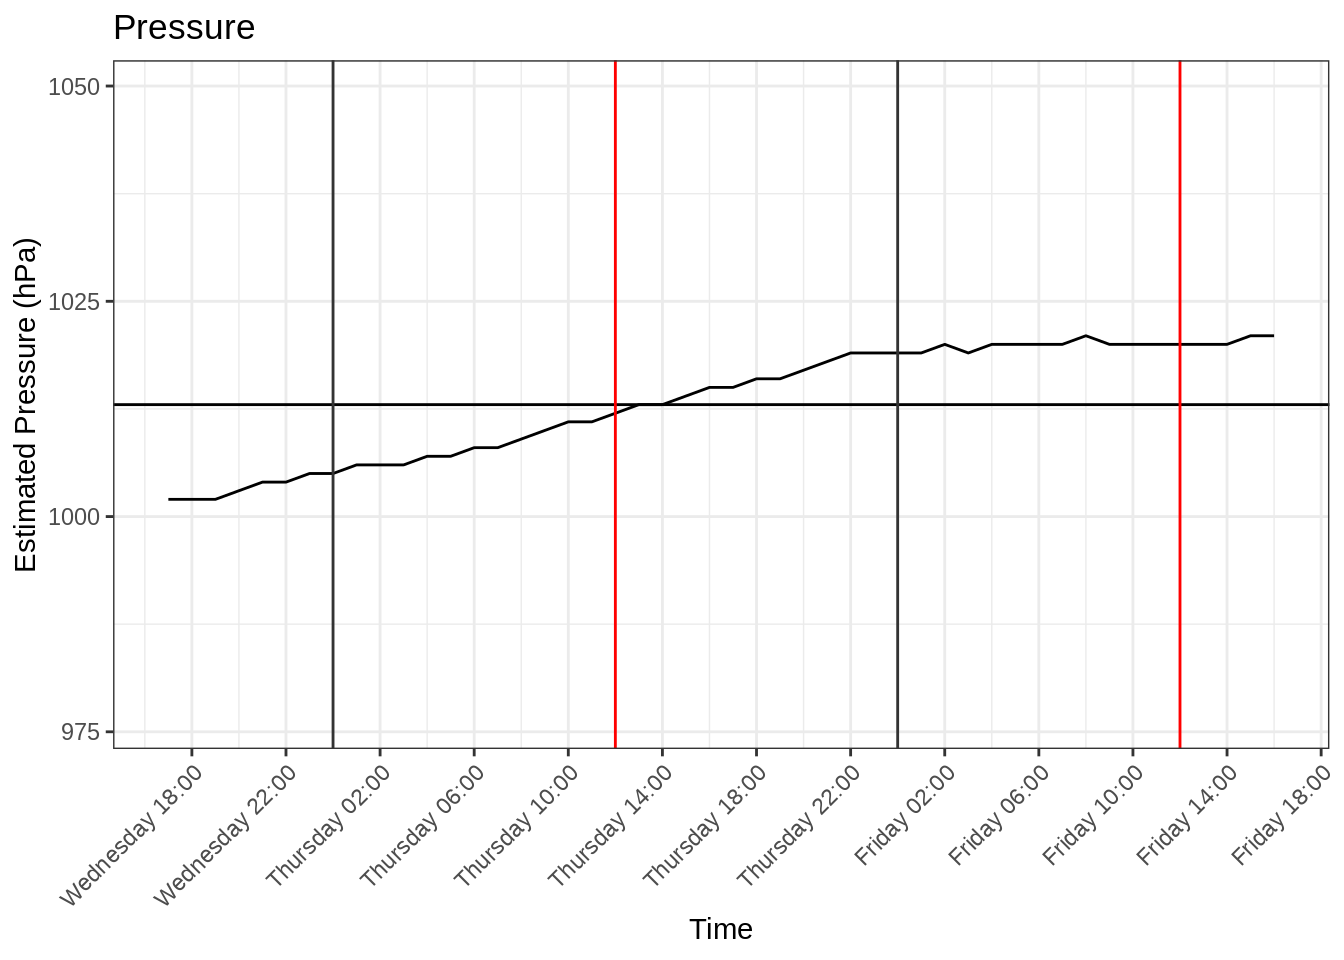 Pressure
Estimated Pressure (hPa)
1050
1025
1000
975
Wednesday 18:00
Wednesday 22:00
Thursday 02:00
Thursday 06:00
Thursday 10:00
Thursday 14:00
Thursday 18:00
Thursday 22:00
Friday 02:00
Friday 06:00
Friday 10:00
Friday 14:00
Friday 18:00
Time